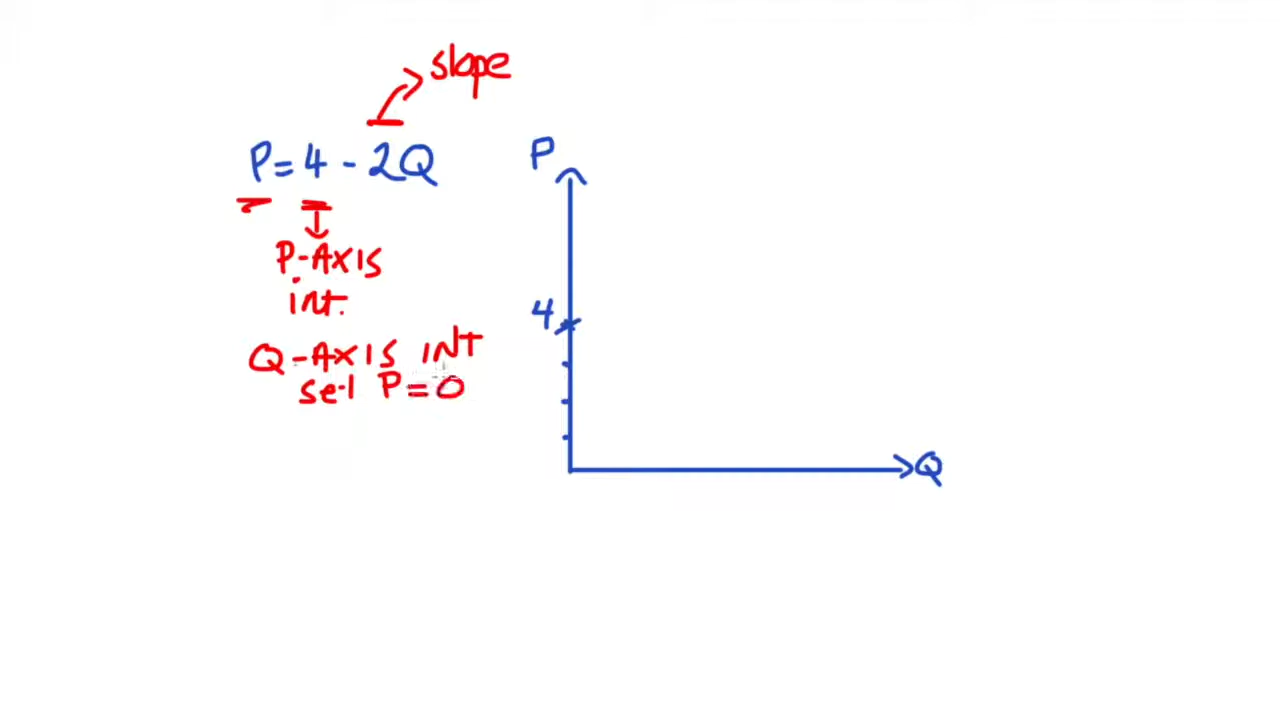 slope
P = 4 - 2Q
P-AXIS
int.
Q-AXIS INT
set P=0
P
4
Q